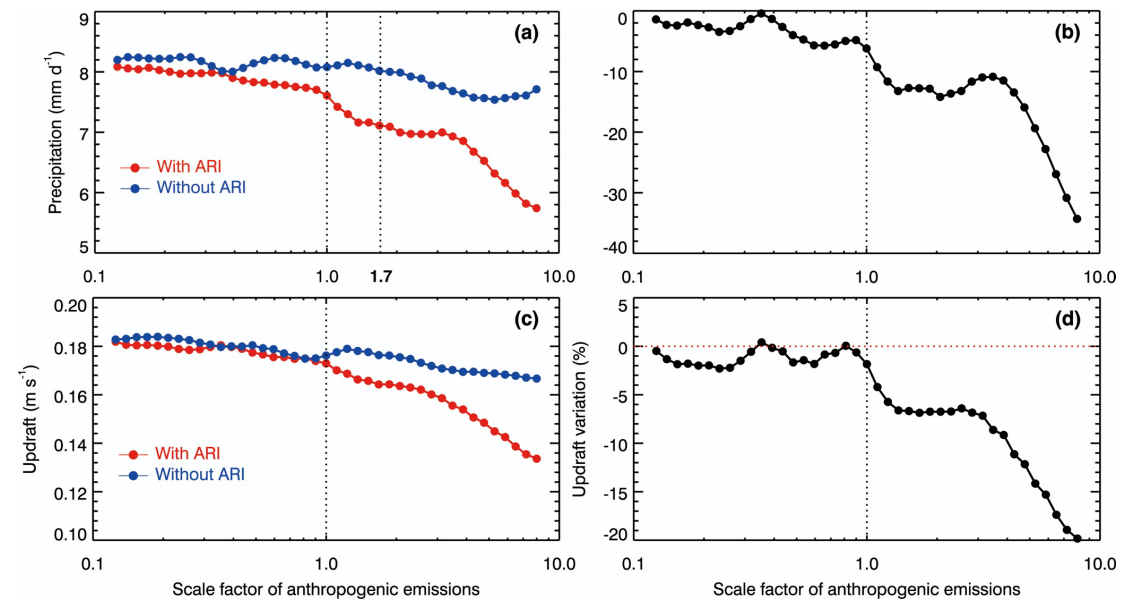 9
8
7
6
5
Precipitation (mm d⁻¹)
(a)
With ARI
Without ARI
0.1
1.0
1.7
10.0
0
-10
-20
-30
-40
(b)
0.1
1.0
10.0
0.20
0.18
0.16
0.14
0.12
0.10
Updraft (m s⁻¹)
(c)
With ARI
Without ARI
0.1
1.0
10.0
Scale factor of anthropogenic emissions
5
0
-5
-10
-15
-20
Updraft variation (%)
(d)
0.1
1.0
10.0
Scale factor of anthropogenic emissions